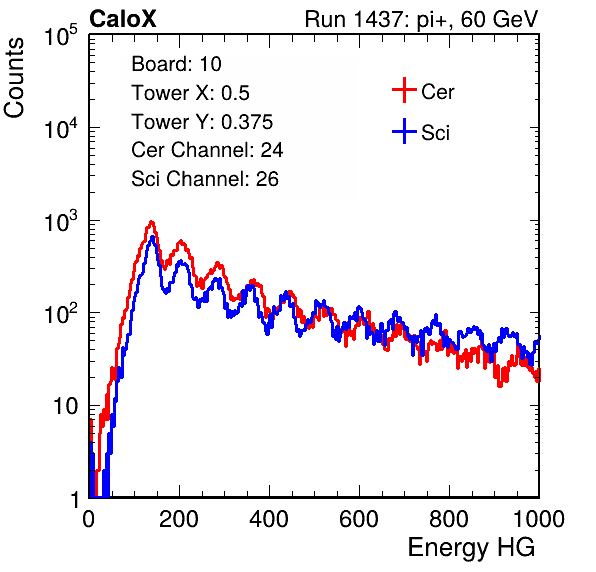 CaloX Run 1437: pi+, 60 GeV
Counts
10^5
10^4
10^3
10^2
10
1
Board: 10
Tower X: 0.5
Tower Y: 0.375
Cer Channel: 24
Sci Channel: 26
Cer
Sci
0 200 400 600 800 1000
Energy HG